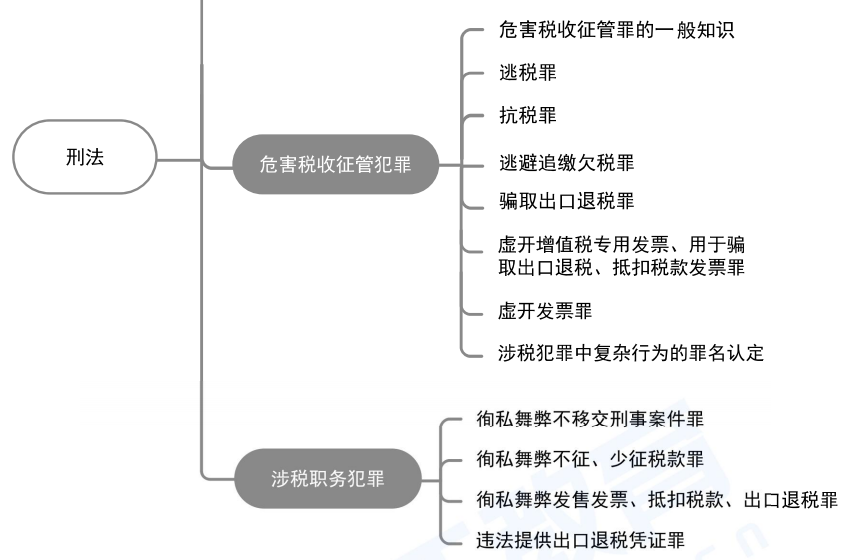 刑法
危害税收征管犯罪
危害税收征管罪的一般知识
逃税罪
抗税罪
逃避追缴欠税罪
骗取出口退税罪
虚开增值税专用发票、用于骗
取出口退税、抵扣税款发票罪
虚开发票罪
涉税犯罪中复杂行为的罪名认定
涉税职务犯罪
徇私舞弊不移交刑事案件罪
徇私舞弊不征、少征税款罪
徇私舞弊发售发票、抵扣税款、出口退税罪
违法提供出口退税凭证罪